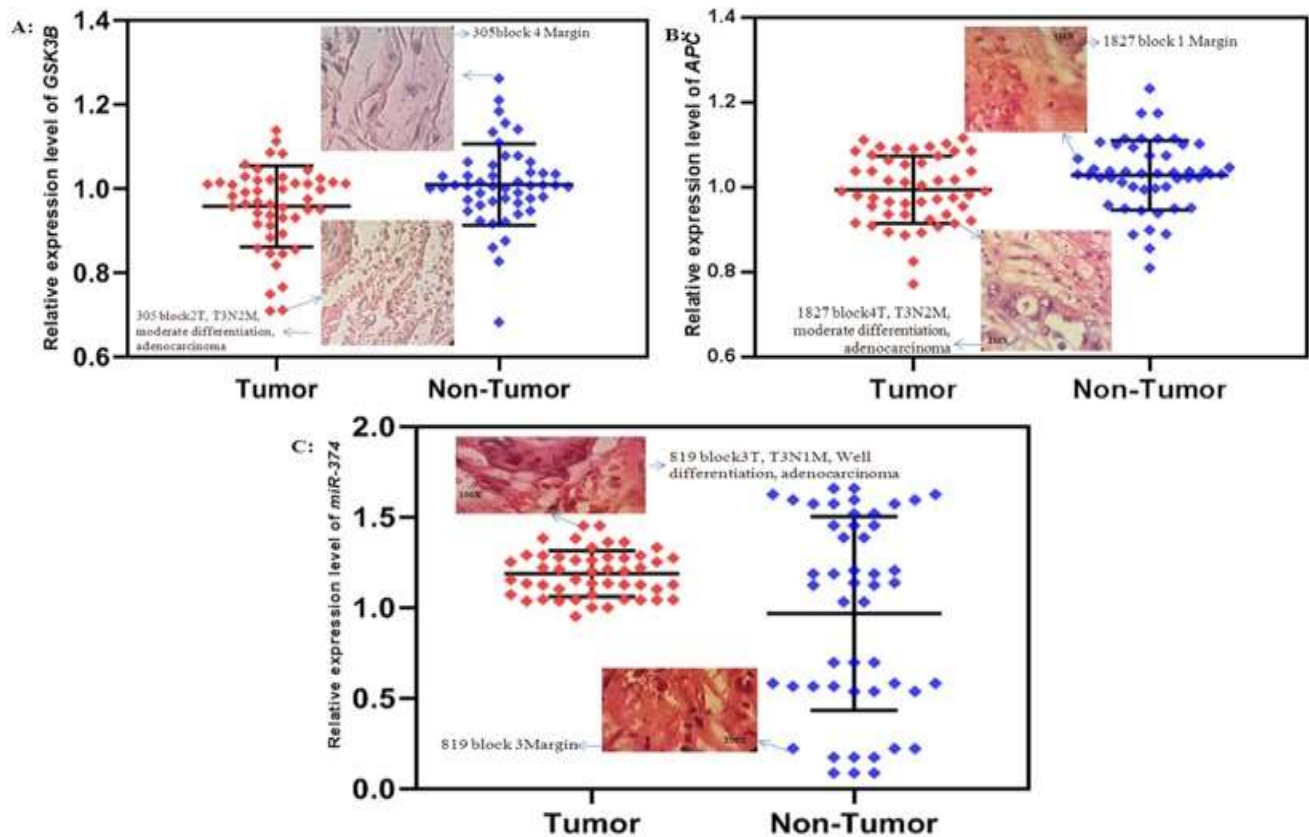 A:
Relative expression level of GSK3B
1.4
1.2
1.0
0.8
0.6
305block 4 Margin
305 block2T, T3N2M,
moderate differentiation,
adenocarcinoma
Tumor
Non-Tumor
B:
Relative expression level of APC
1.4
1.2
1.0
0.8
0.6
1827 block 1 Margin
1827 block4T, T3N2M,
moderate differentiation,
adenocarcinoma
Tumor
Non-Tumor
C:
Relative expression level of miR-374
2.0
1.5
1.0
0.5
0.0
100X
819 block3T, T3N1M, Well
differentiation, adenocarcinoma
819 block 3Margin
Tumor
Non-Tumor